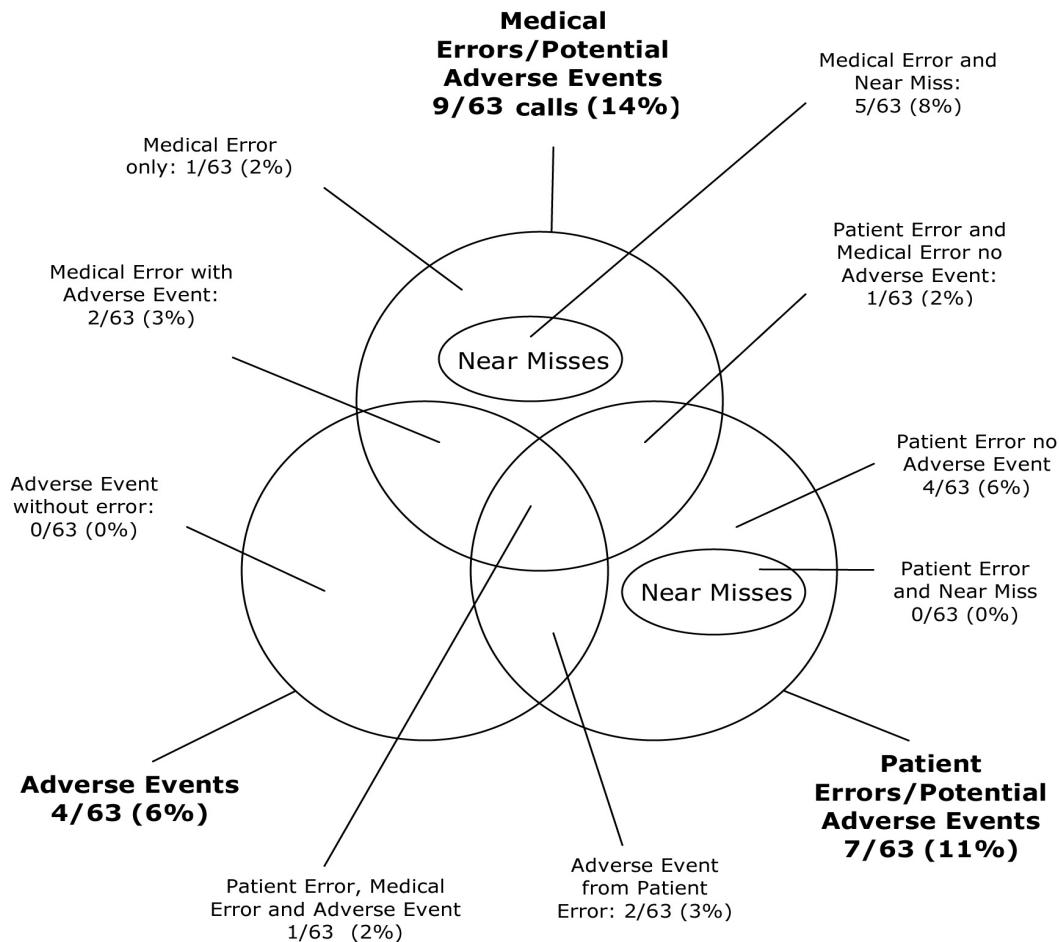 Medical
Errors/Potential
Adverse Events
9/63 calls (14%)
Medical Error and
Near Miss:
5/63 (8%)
Medical Error
only: 1/63 (2%)
Patient Error and
Medical Error no
Adverse Event:
1/63 (2%)
Medical Error with
Adverse Event:
2/63 (3%)
Near Misses
Patient Error no
Adverse Event
4/63 (6%)
Adverse Event
without error:
0/63 (0%)
Patient Error
and Near Miss
0/63 (0%)
Near Misses
Adverse Events
4/63 (6%)
Patient
Errors/Potential
Adverse Events
7/63 (11%)
Patient Error, Medical
Error and Adverse Event
1/63 (2%)
Adverse Event
from Patient
Error: 2/63 (3%)